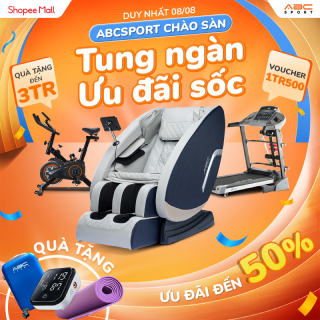 Shopee Mall
ABC
SPORT
DUY NHẤT 08/08
ABCSPORT CHÀO SÀN
Tung ngàn
Ưu đãi sốc
QUÀ TẶNG
ĐẾN
3TR
VOUCHER
1TR500
QUÀ TẶNG
ƯU ĐÃI ĐẾN 50%
ABC